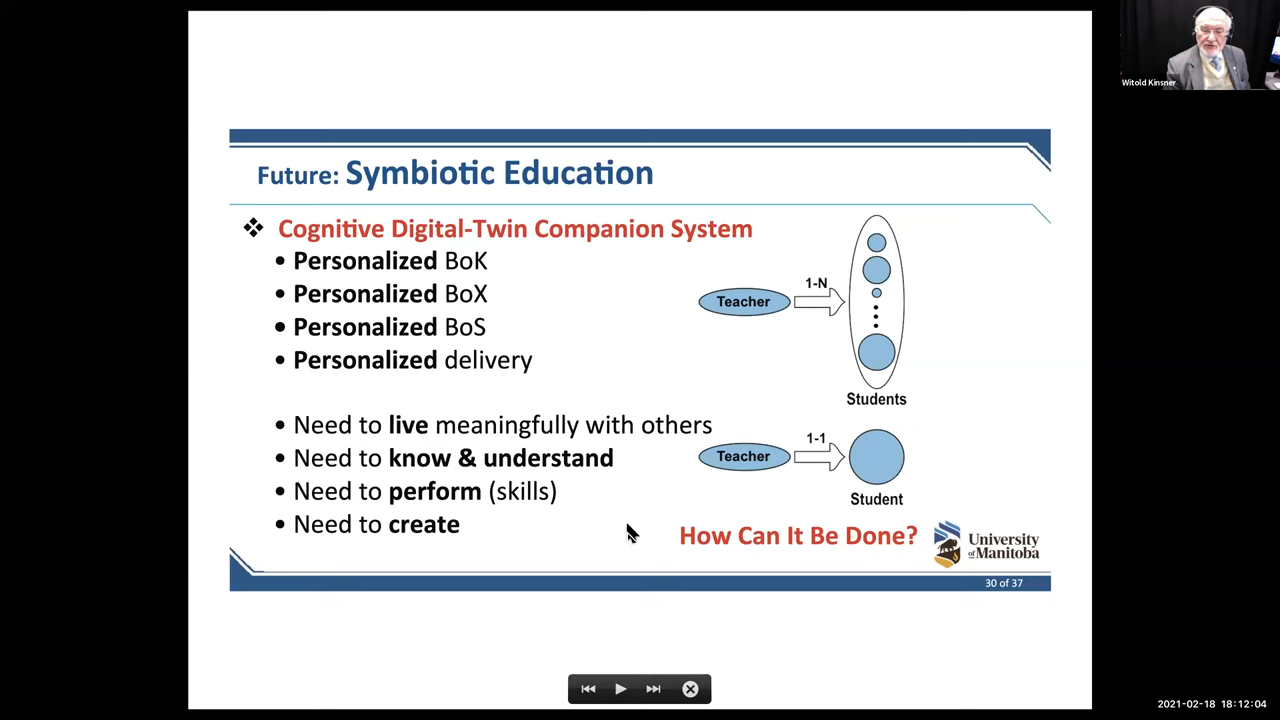 Witold Kinsner
Future: Symbiotic Education
❖ Cognitive Digital-Twin Companion System
• Personalized BoK
• Personalized BoX
• Personalized BoS
• Personalized delivery
• Need to live meaningfully with others
• Need to know & understand
• Need to perform (skills)
• Need to create
Teacher
1-N
Students
Teacher
1-1
Student
How Can It Be Done?
University
of Manitoba
30 of 37
2021-02-18 18:12:04